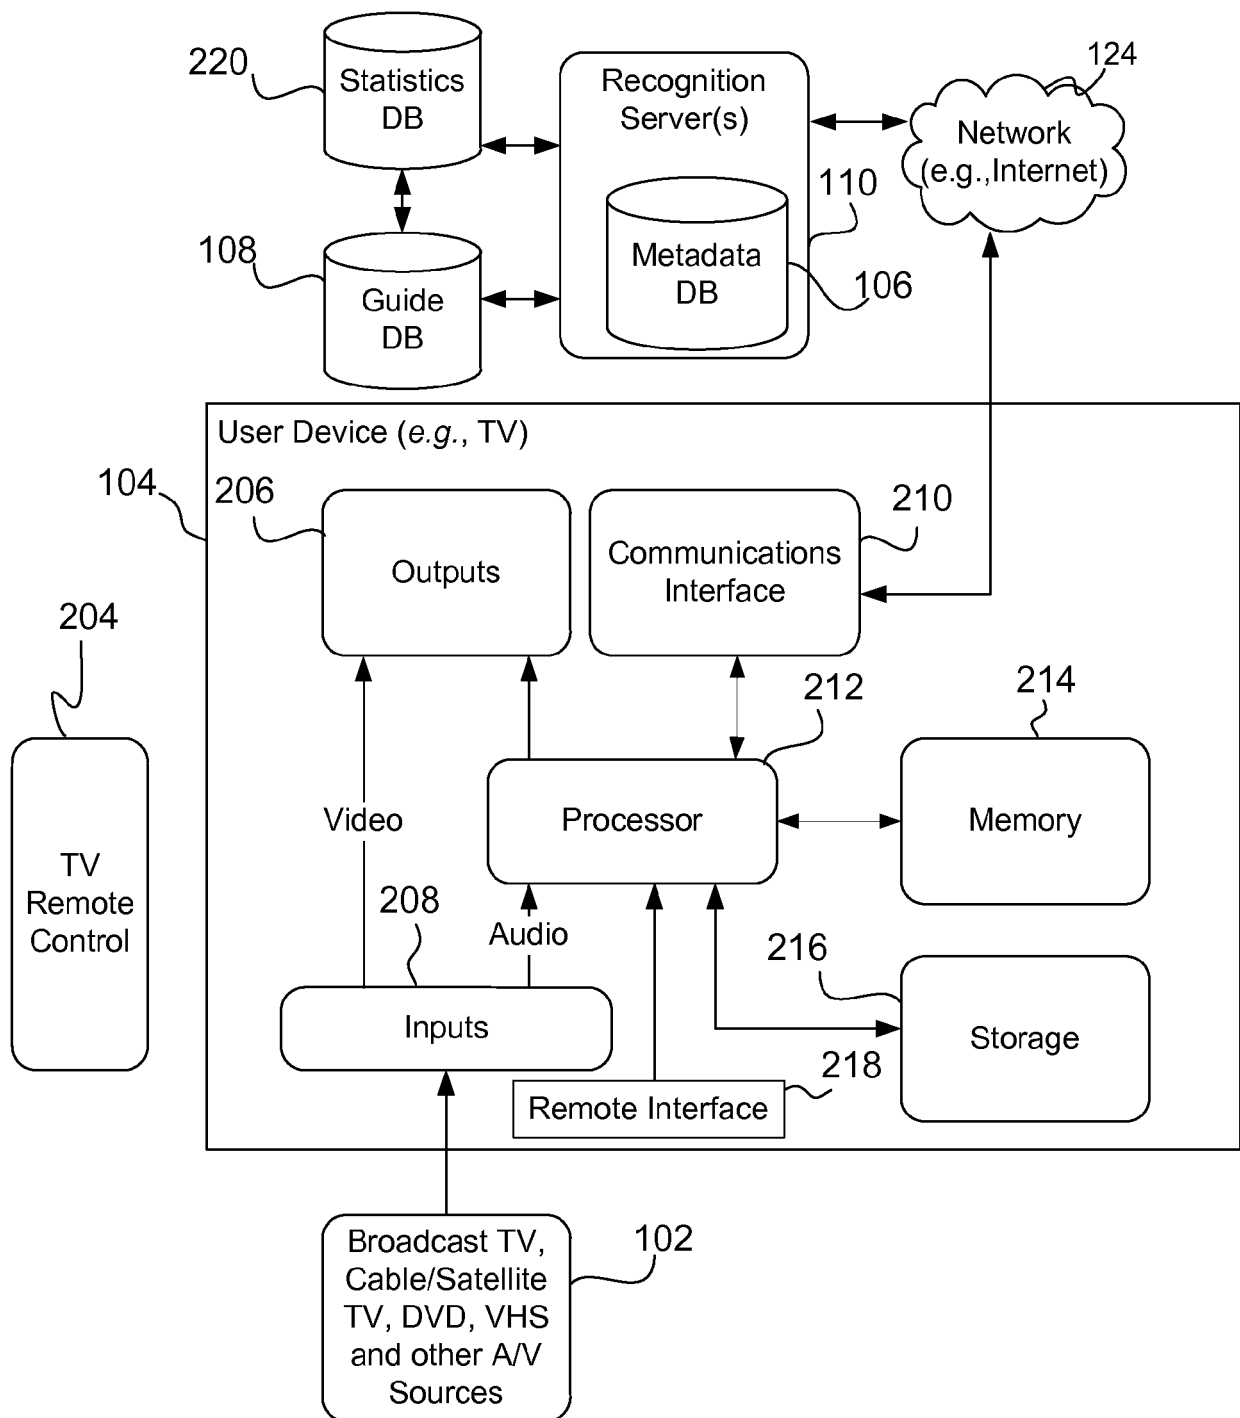 220
Statistics
DB
Recognition
Server(s)
124
Network
(e.g.,Internet)
110
108
Guide
DB
Metadata
DB
106
User Device (e.g., TV)
104
206
Outputs
210
Communications
Interface
204
212
214
TV
Remote
Control
Video
Processor
Memory
208
Audio
216
Inputs
Storage
218
Remote Interface
Broadcast TV,
Cable/Satellite
TV, DVD, VHS
and other A/V
Sources
102